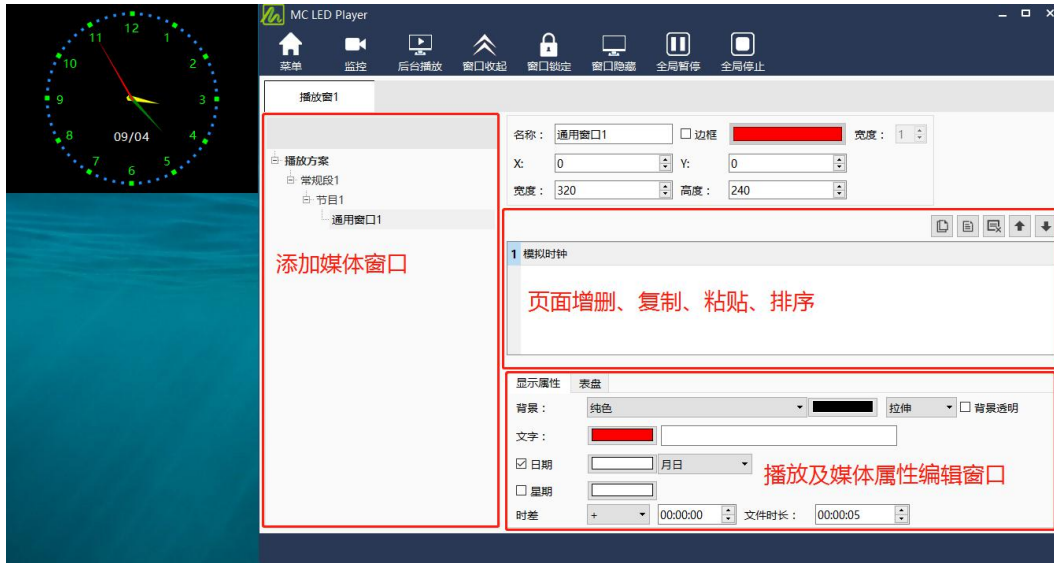 12
11
1
10
2
9
3
09/04
8
4
7
5
6
MC LED Player
菜单
监控
后台播放
窗口收起
窗口锁定
窗口隐藏
全局暂停
全局停止
播放窗1
播放方案
常规段1
节目1
通用窗口1
添加媒体窗口
名称： 通用窗口1 边框 宽度： 1
X: 0 Y: 0
宽度： 320 高度： 240
1 模拟时钟
页面增删、复制、粘贴、排序
显示属性 表盘
背景： 纯色 拉伸 背景透明
文字：
日期 月日
星期
播放及媒体属性编辑窗口
时差 + 00:00:00 文件时长： 00:00:05